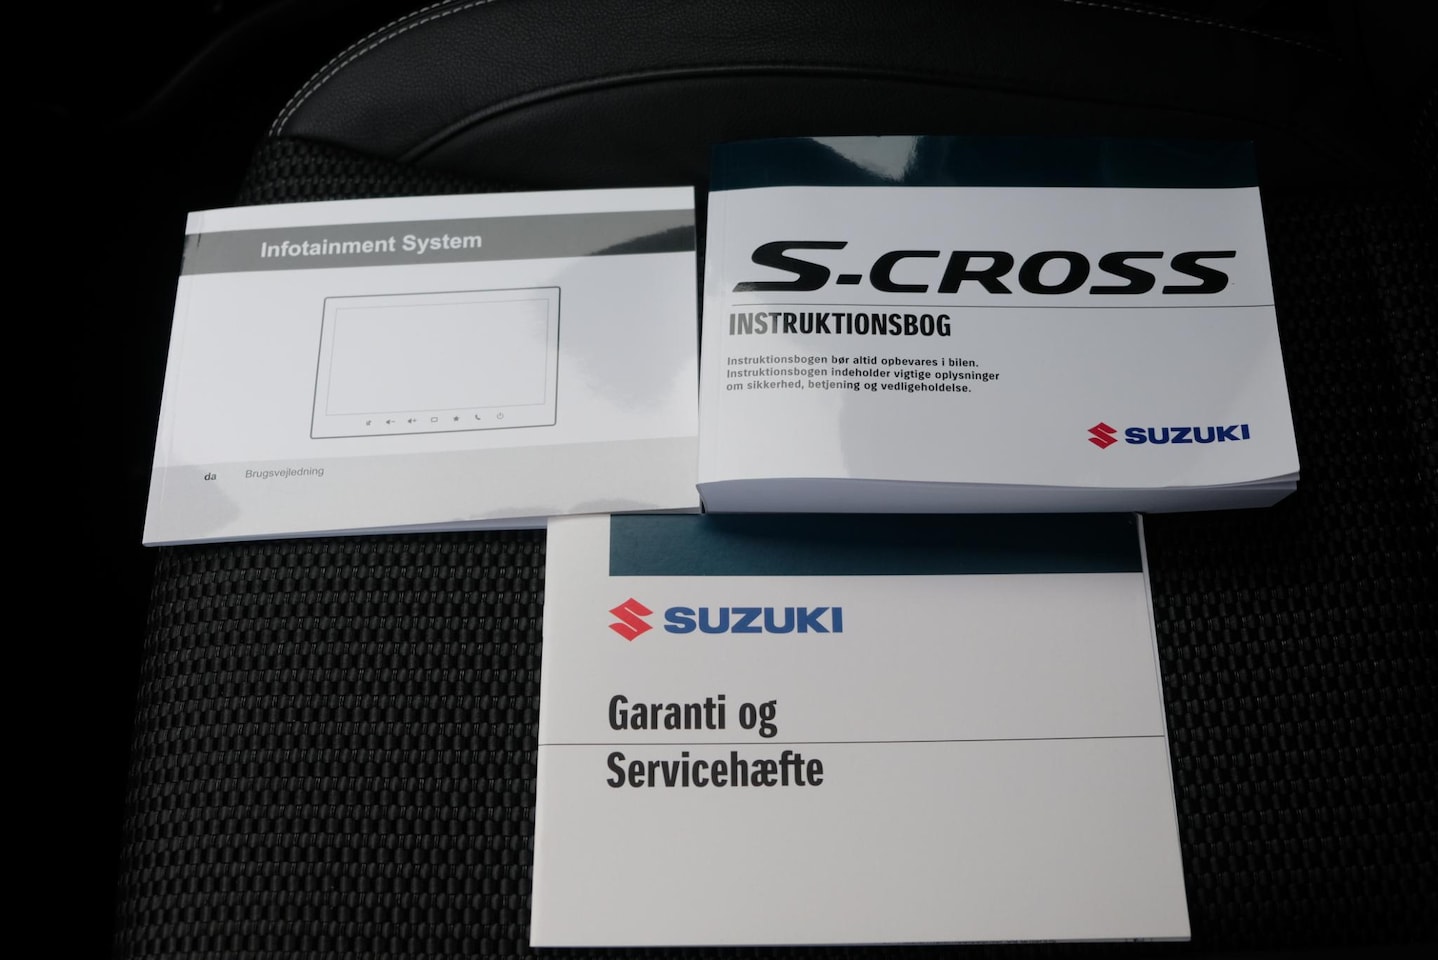 Infotainment System
da Brugsvejledning
S-CROSS
INSTRUKTIONSBOG
Instruktionsbogen bør altid opbevares i bilen.
Instruktionsbogen indeholder vigtige oplysninger
om sikkerhed, betjening og vedligeholdelse.
SUZUKI
SUZUKI
Garanti og
Servicehæfte